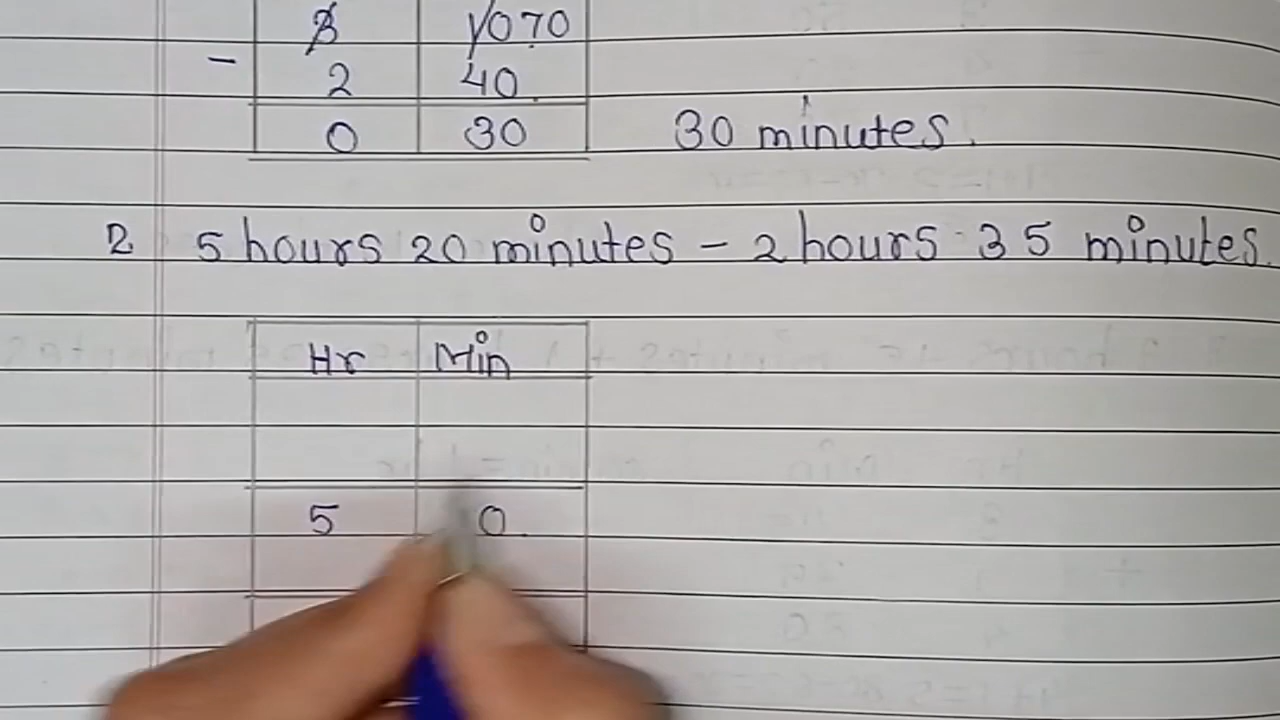 3 1070
- 2 40
0 30 30 minutes.
2 5 hours 20 minutes - 2 hours 35 minutes.
Hr Min
5 0